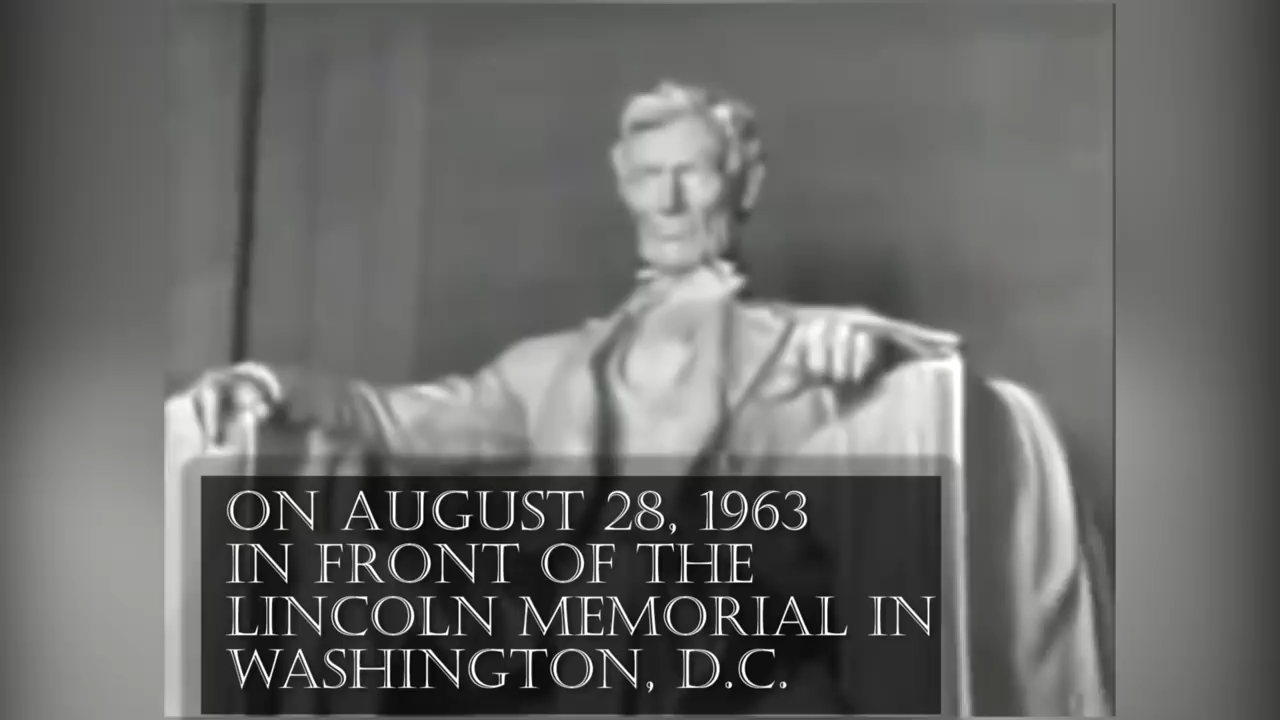 ON AUGUST 28, 1963
IN FRONT OF THE
LINCOLN MEMORIAL IN
WASHINGTON, D.C.